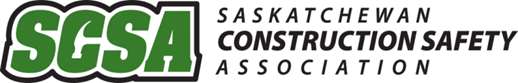 SCSA
SASKATCHEWAN
CONSTRUCTION SAFETY
ASSOCIATION